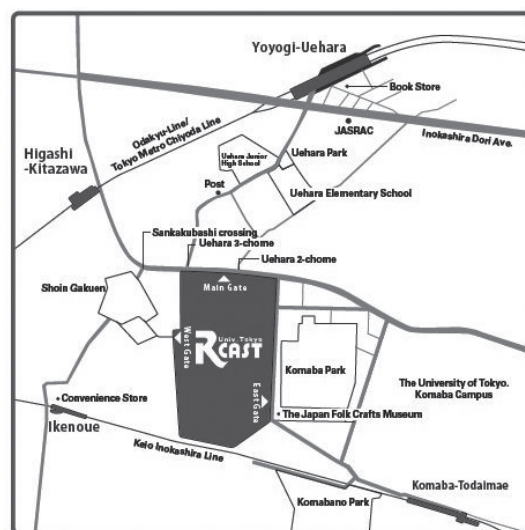 Yoyogi-Uehara
Book Store
JASRAC
Inokashira Dori Ave.
Odakyu-Line/
Tokyo Metro Chiyoda Line
Higashi
-Kitazawa
Uehara Junior
High School
Uehara Park
Uehara Elementary School
Post
Sankakubashi crossing
Uehara 3-chome
Uehara 2-chome
Shoin Gakuen
Main Gate
West Gate
Univ. Tokyo
RCAST
East Gate
Komaba Park
The University of Tokyo.
Komaba Campus
Convenience Store
The Japan Folk Crafts Museum
Ikenoue
Keio Inokashira Line
Komaba-Todaimae
Komabano Park